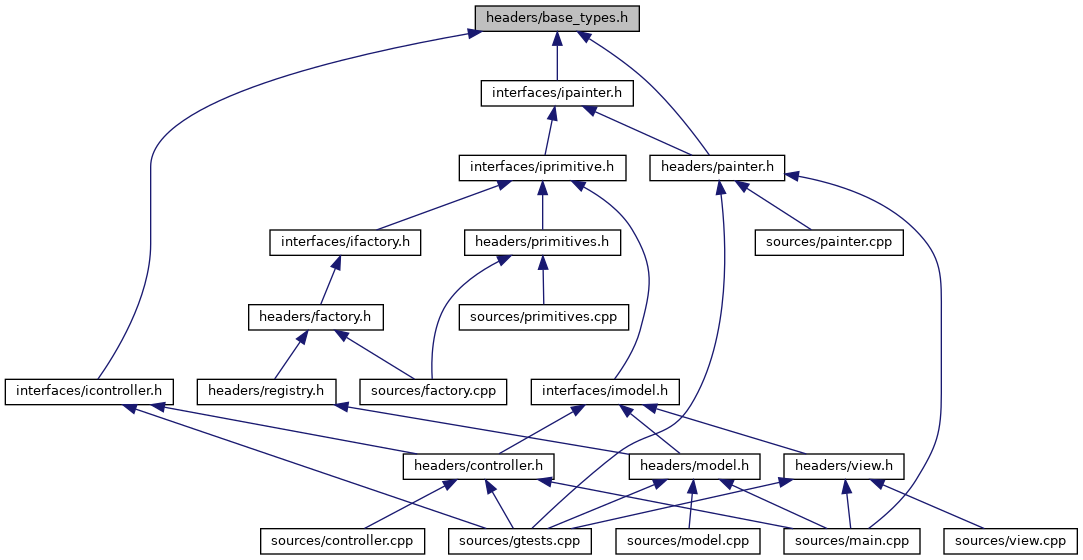 headers/base_types.h
interfaces/ipainter.h
interfaces/iprimitive.h
headers/painter.h
interfaces/ifactory.h
headers/primitives.h
sources/painter.cpp
headers/factory.h
sources/primitives.cpp
interfaces/icontroller.h
headers/registry.h
sources/factory.cpp
interfaces/imodel.h
headers/controller.h
headers/model.h
headers/view.h
sources/controller.cpp
sources/gtests.cpp
sources/model.cpp
sources/main.cpp
sources/view.cpp